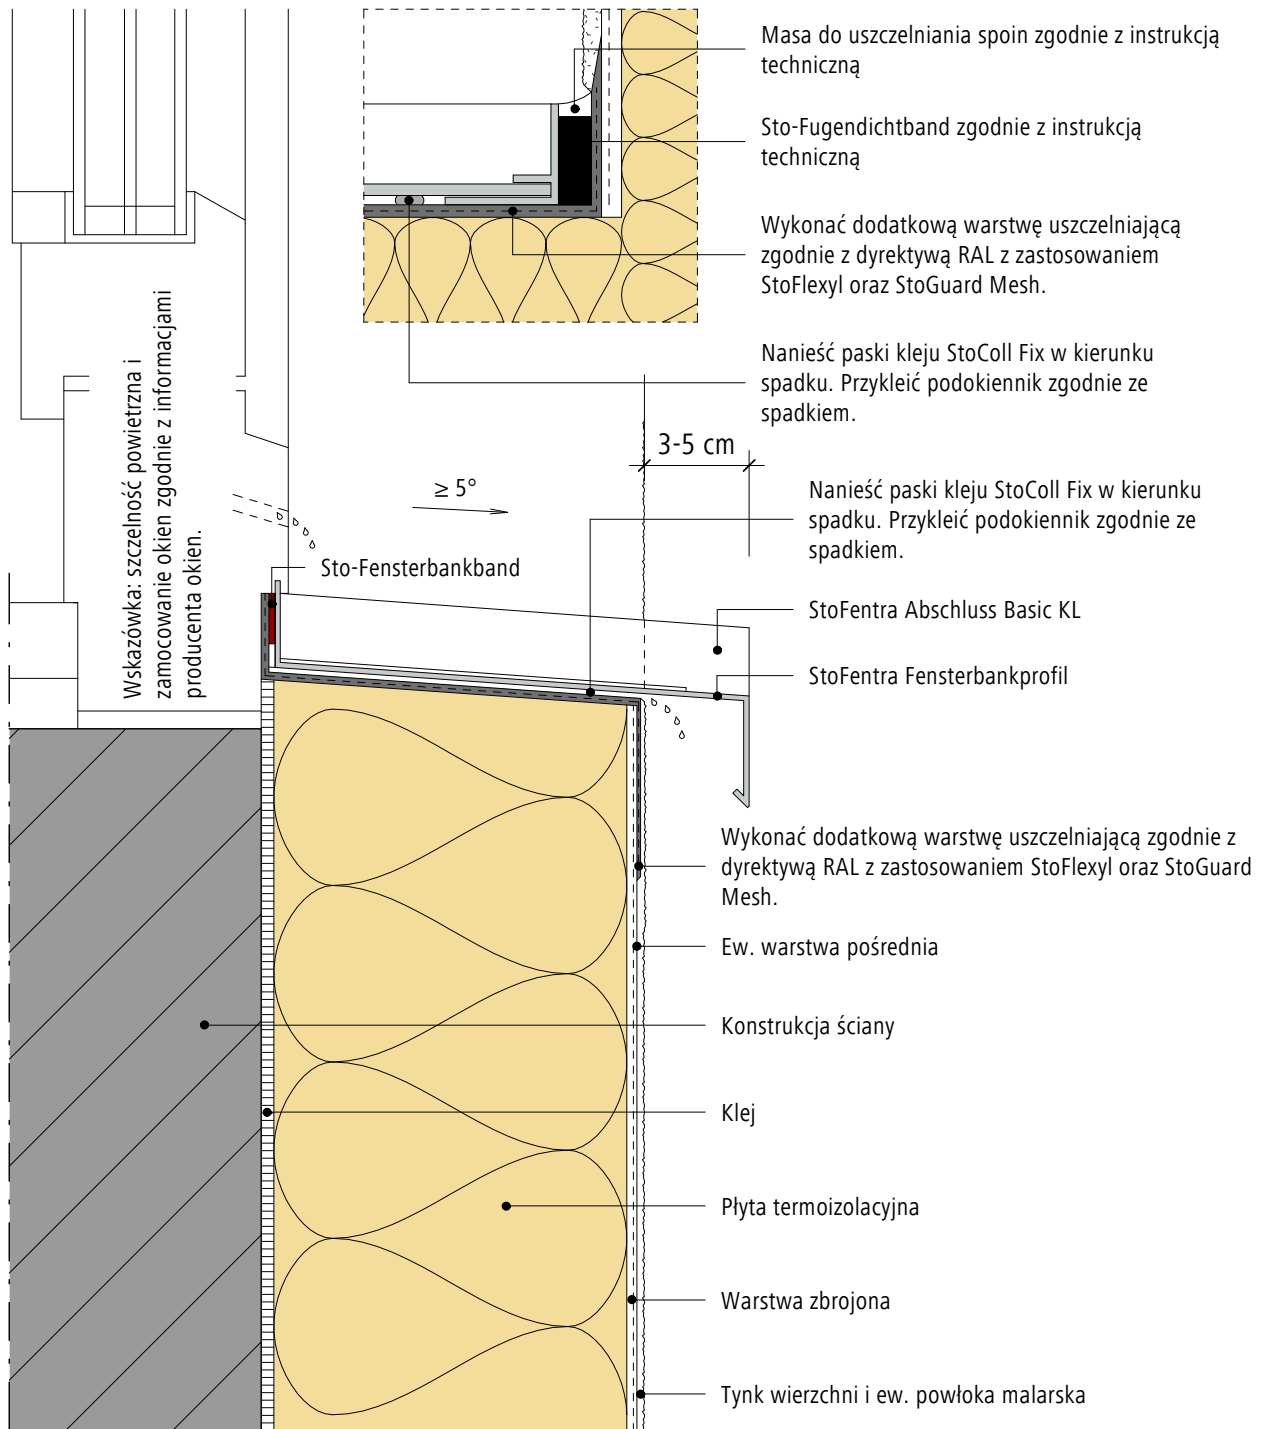 Masa do uszczelniania spoin zgodnie z instrukcją
techniczną
Sto-Fugendichtband zgodnie z instrukcją
techniczną
Wykonać dodatkową warstwę uszczelniającą
zgodnie z dyrektywą RAL z zastosowaniem
StoFlexyl oraz StoGuard Mesh.
Nanieść paski kleju StoColl Fix w kierunku
spadku. Przykleić podokiennik zgodnie ze
spadkiem.
3-5 cm
≥ 5°
Nanieść paski kleju StoColl Fix w kierunku
spadku. Przykleić podokiennik zgodnie ze
spadkiem.
Wskazówka: szczelność powietrzna i
zamocowanie okien zgodnie z informacjami
producenta okien.
Sto-Fensterbankband
StoFentra Abschluss Basic KL
StoFentra Fensterbankprofil
Wykonać dodatkową warstwę uszczelniającą zgodnie z
dyrektywą RAL z zastosowaniem StoFlexyl oraz StoGuard
Mesh.
Ew. warstwa pośrednia
Konstrukcja ściany
Klej
Płyta termoizolacyjna
Warstwa zbrojona
Tynk wierzchni i ew. powłoka malarska